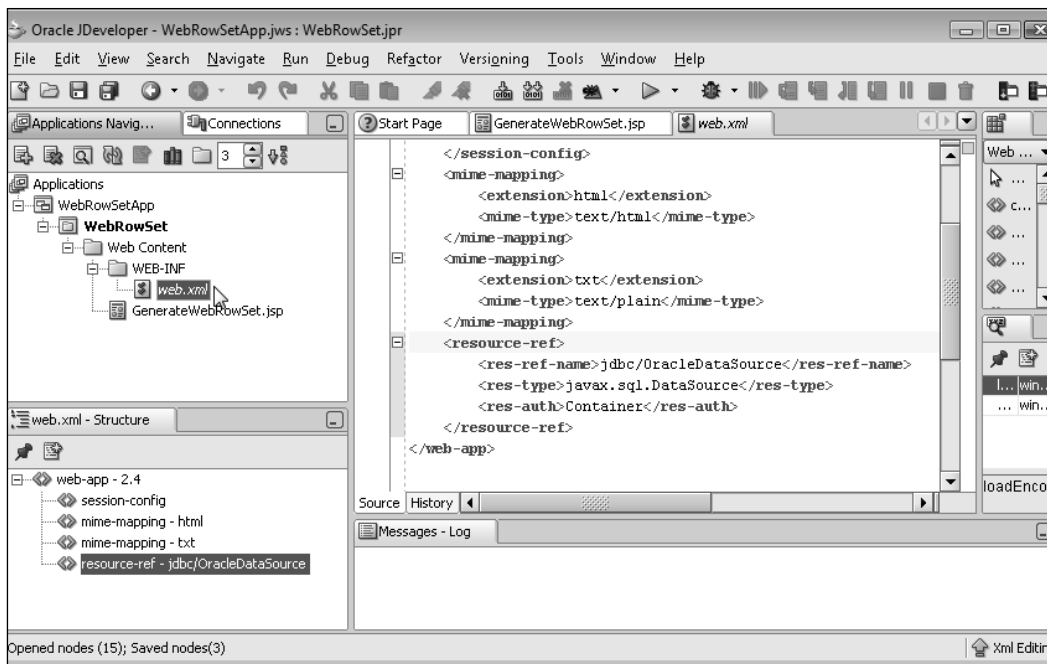 Oracle JDeveloper - WebRowSetApp.jws : WebRowSet.jpr
File Edit View Search Navigate Run Debug Refactor Versioning Tools Window Help
Applications Navig... Connections
3
Applications
WebRowSetApp
WebRowSet
Web Content
WEB-INF
web.xml
GenerateWebRowSet.jsp
web.xml - Structure
web-app - 2.4
session-config
mime-mapping - html
mime-mapping - txt
resource-ref - jdbc/OracleDataSource
Start Page GenerateWebRowSet.jsp web.xml
</session-config>
<mime-mapping>
<extension>html</extension>
<mime-type>text/html</mime-type>
</mime-mapping>
<mime-mapping>
<extension>txt</extension>
<mime-type>text/plain</mime-type>
</mime-mapping>
<resource-ref>
<res-ref-name>jdbc/OracleDataSource</res-ref-name>
<res-type>javax.sql.DataSource</res-type>
<res-auth>Container</res-auth>
</resource-ref>
</web-app>
Source History
Messages - Log
Web ...
...
c...
...
...
...
l... win...
... win...
loadEnco
Opened nodes (15); Saved nodes(3)
Xml Editin